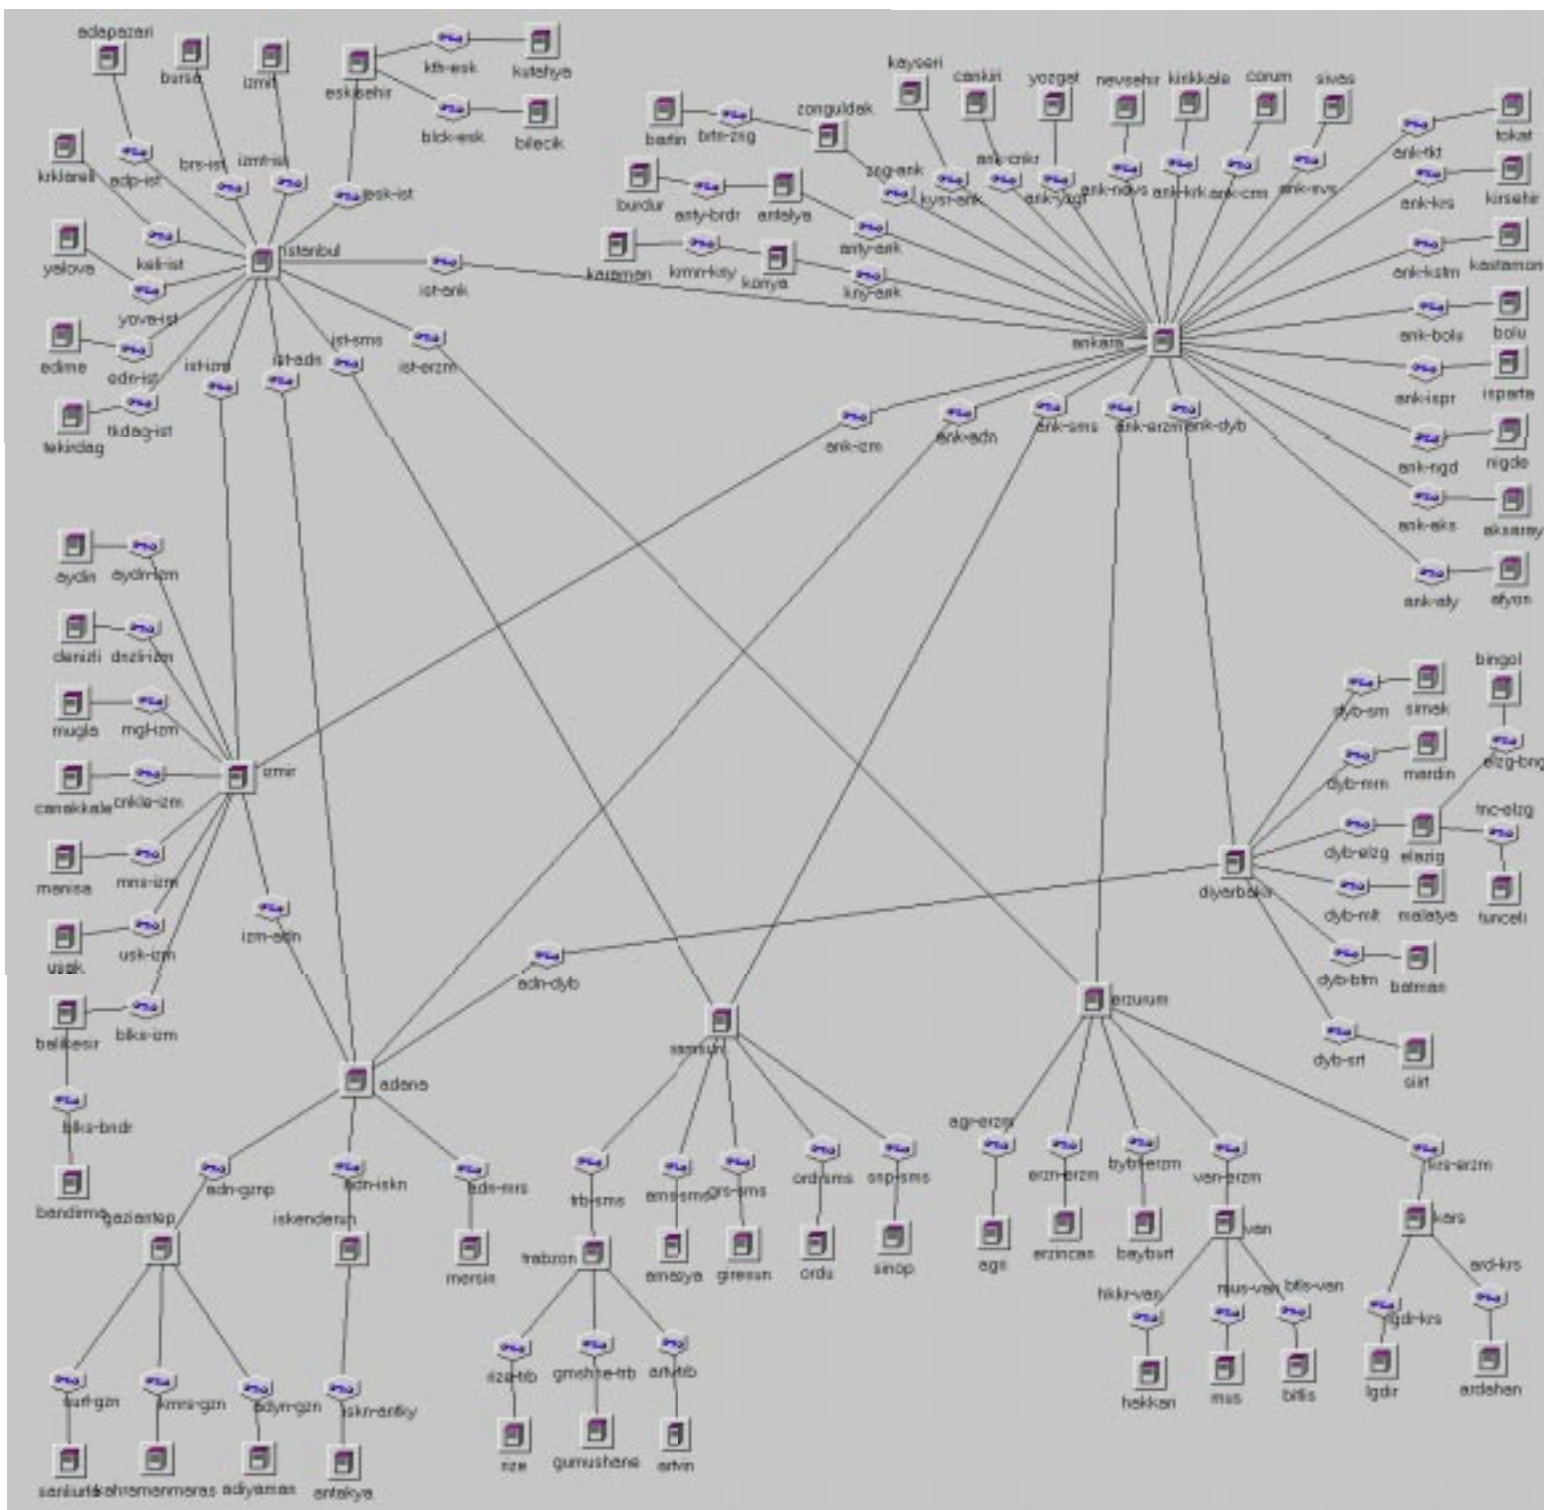 adapazari
bursa
izmit
eskisehir
kth-esk
kutahya
blck-esk
bilecik
krklareli
adp-ist
brs-ist
izmt-ist
esk-ist
yalova
keli-ist
istanbul
yova-ist
ist-ank
edirne
edn-ist
ist-izm
ist-adn
ist-sms
ist-erzm
tekirdag
tkdag-ist
kayseri
cankiri
yozgat
nevsehir
kirikkale
corum
sivas
bartin
brtn-zng
zonguldak
zng-ank
kysr-ank
ank-cnkr
ank-yzgt
ank-ndvs
ank-krk
ank-crm
ank-svs
ank-tkt
tokat
burdur
anty-brdr
antalya
anty-ank
ank-krs
kirsehir
karaman
krmn-kny
konya
kny-ank
ank-kstm
kastamon
ankara
ank-bolu
bolu
ank-ispr
isparta
ank-izm
ank-adn
ank-sms
ank-erzm
ank-dyb
ank-ngd
nigde
ank-aks
aksaray
ank-afy
afyon
aydin
aydn-izm
denizli
dnzli-izm
mugla
mgl-izm
izmir
canakkale
cnkle-izm
manisa
mns-izm
usak
usk-izm
izm-adn
balikesir
blks-izm
blks-bndr
bandirma
dyb-srn
sirnak
bingol
dyb-mrn
mardin
elzg-bng
dyb-elzg
elazig
tnc-elzg
diyarbakir
dyb-mlt
malatya
tunceli
dyb-btm
batman
dyb-srt
siirt
adn-dyb
adana
samsun
erzurum
adn-gznp
adn-iskn
adn-mrs
gaziantep
iskenderun
mersin
trb-sms
ams-sms
grs-sms
ord-sms
snp-sms
trabzon
amasya
giresun
ordu
sinop
agr-erzm
erzn-erzm
bybt-erzm
van-erzm
krs-erzm
agri
erzincan
bayburt
van
kars
hkkr-van
mus-van
btls-van
igdr-krs
ard-krs
hakkari
mus
bitlis
igdir
ardahan
surf-gzn
kmrs-gzn
adyn-gzn
iskn-antky
sanliurfa
kahramanmaras
adiyaman
antakya
rize-trb
gmshne-trb
artv-trb
rize
gumushane
artvin